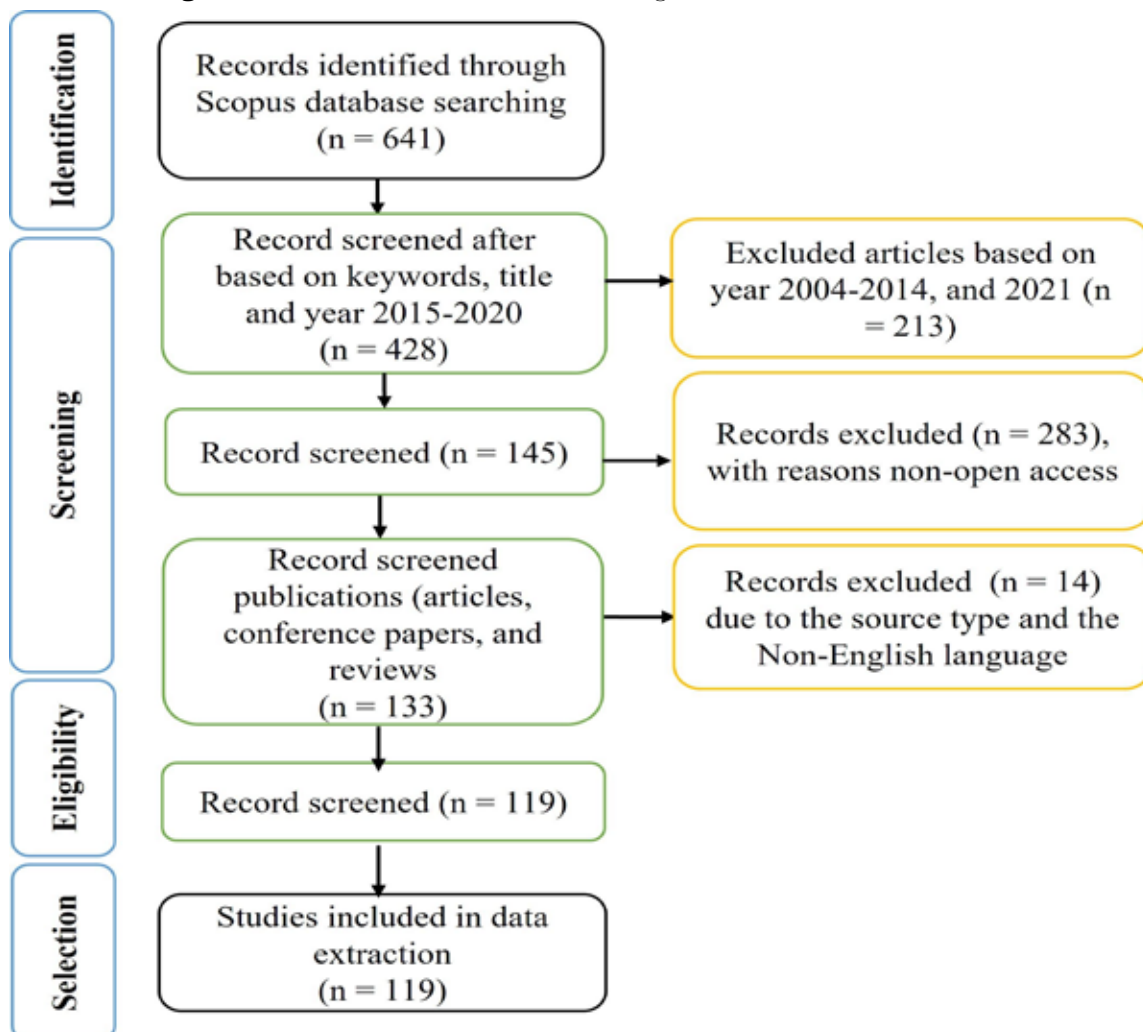 Identification
Records identified through
Scopus database searching
(n = 641)
Screening
Record screened after
based on keywords, title
and year 2015-2020
(n = 428)
Excluded articles based on
year 2004-2014, and 2021 (n
= 213)
Record screened (n = 145)
Records excluded (n = 283),
with reasons non-open access
Record screened
publications (articles,
conference papers, and
reviews
(n = 133)
Records excluded (n = 14)
due to the source type and the
Non-English language
Eligibility
Record screened (n = 119)
Selection
Studies included in data
extraction
(n = 119)